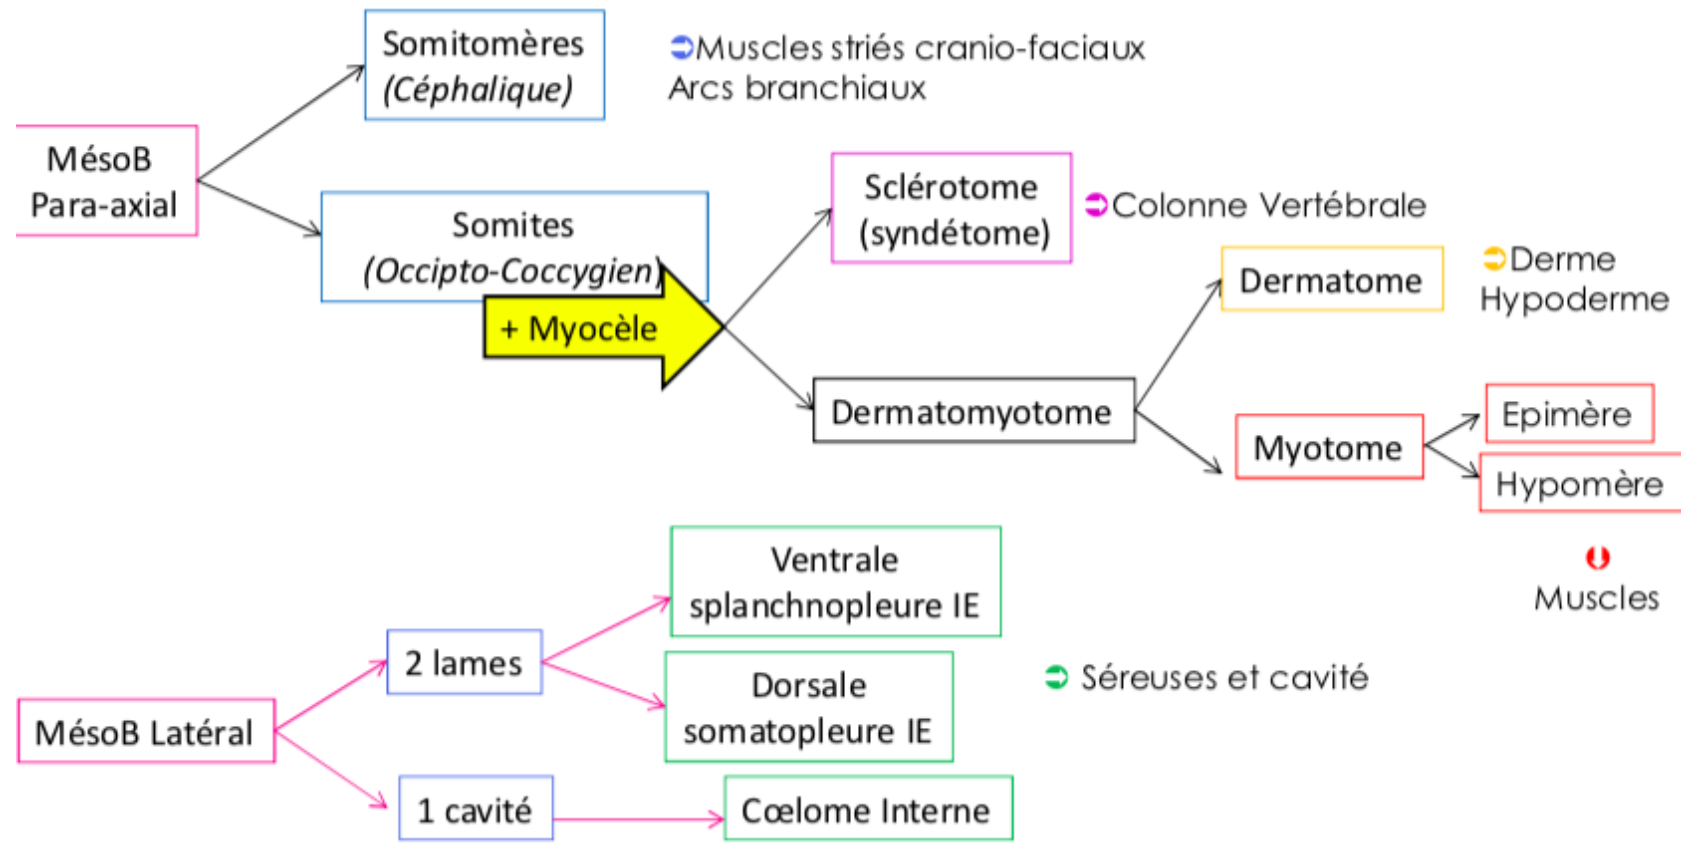 Somitomères
(Céphalique)
Muscles striés cranio-faciaux
Arcs branchiaux
MésoB
Para-axial
Somites
(Occipto-Coccygien)
+ Myocèle
Sclérotome
(syndétome)
Colonne Vertébrale
Dermatome
Derme
Hypoderme
Dermatomyotome
Myotome
Epimère
Hypomère
Muscles
Ventrale
splanchnopleure IE
2 lames
Dorsale
somatopleure IE
Séreuses et cavité
MésoB Latéral
1 cavité
Cœlome Interne